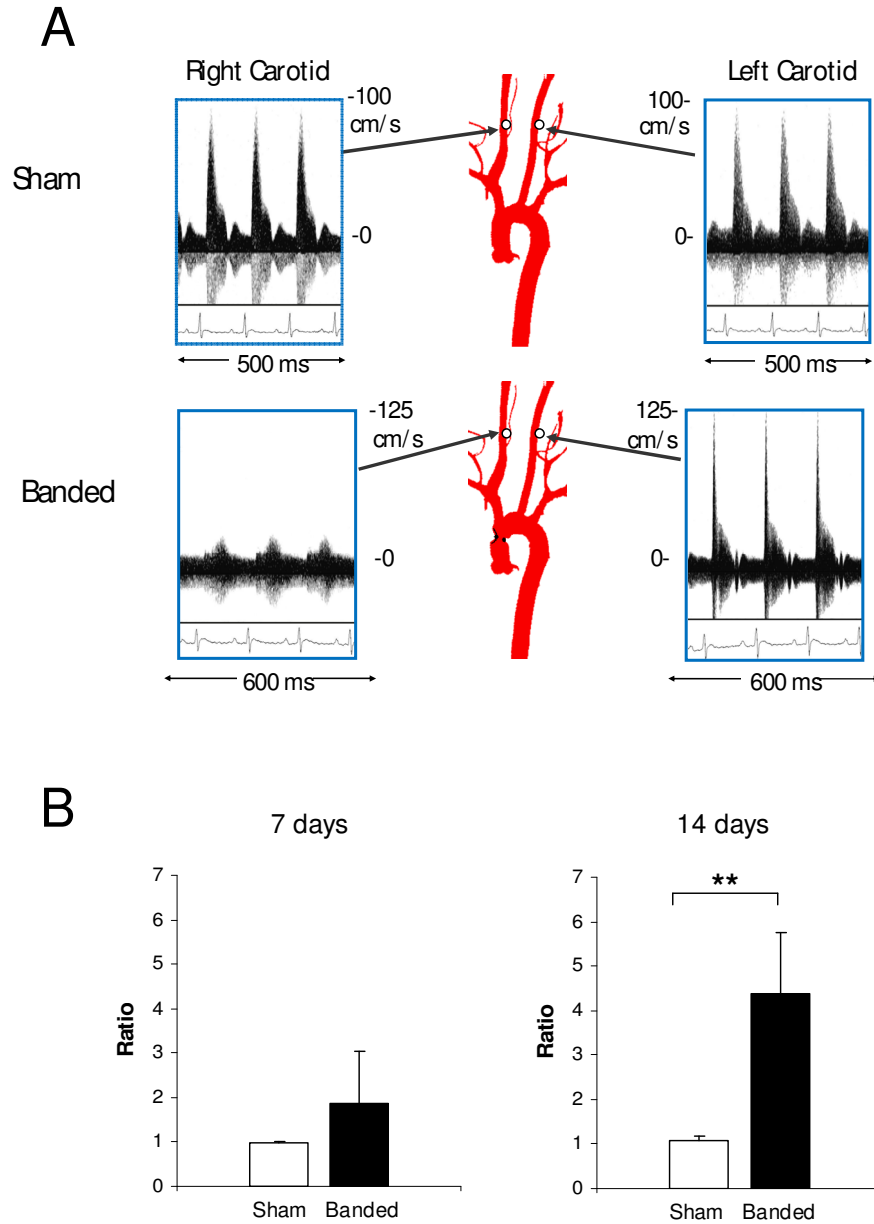 A
Right Carotid
Left Carotid
-100
cm/s
100-
cm/s
Sham
-0
0-
500 ms
500 ms
-125
cm/s
125-
cm/s
Banded
-0
0-
600 ms
600 ms
B
7 days
14 days
7
6
5
4
3
2
1
0
Ratio
Sham
Banded
7
6
5
4
3
2
1
0
Ratio
**
Sham
Banded